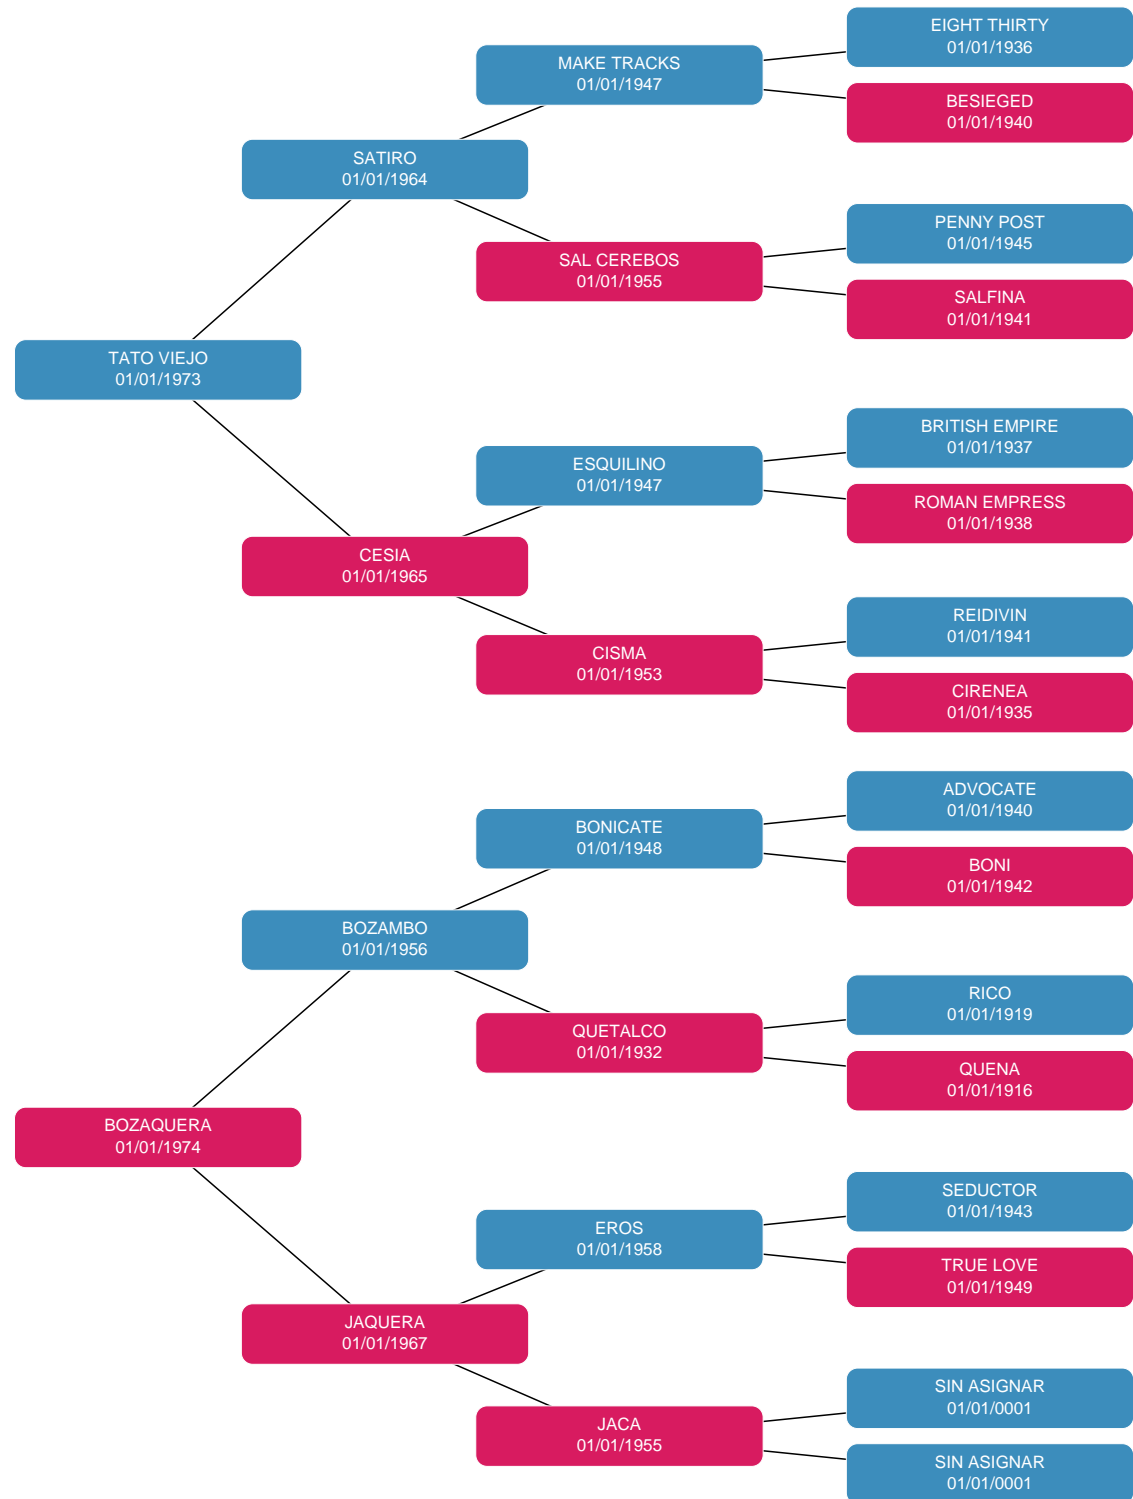 EIGHT THIRTY
01/01/1936
MAKE TRACKS
01/01/1947
BESIEGED
01/01/1940
SATIRO
01/01/1964
PENNY POST
01/01/1945
SAL CEREBOS
01/01/1955
SALFINA
01/01/1941
TATO VIEJO
01/01/1973
BRITISH EMPIRE
01/01/1937
ESQUILINO
01/01/1947
ROMAN EMPRESS
01/01/1938
CESIA
01/01/1965
REIDIVIN
01/01/1941
CISMA
01/01/1953
CIRENEA
01/01/1935
ADVOCATE
01/01/1940
BONICATE
01/01/1948
BONI
01/01/1942
BOZAMBO
01/01/1956
RICO
01/01/1919
QUETALCO
01/01/1932
QUENA
01/01/1916
BOZAQUERA
01/01/1974
SEDUCTOR
01/01/1943
EROS
01/01/1958
TRUE LOVE
01/01/1949
JAQUERA
01/01/1967
SIN ASIGNAR
01/01/0001
JACA
01/01/1955
SIN ASIGNAR
01/01/0001